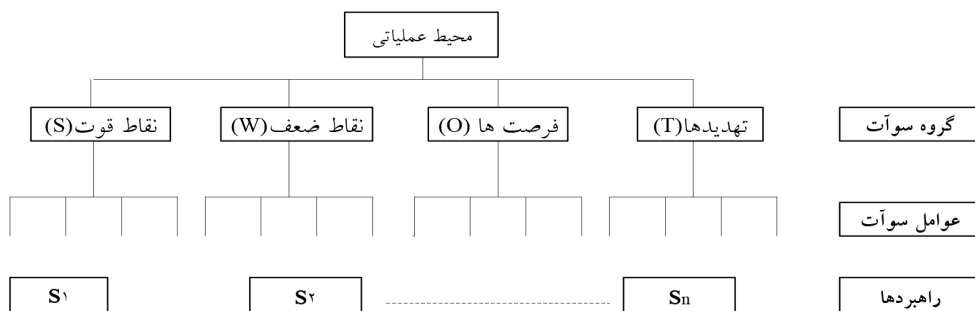 محیط عملیاتی
گروه سوآت
تهدیدها(T)
فرصت ها (O)
نقاط ضعف(W)
نقاط قوت(S)
عوامل سوآت
راهبردها
S۱
S۲
Sn